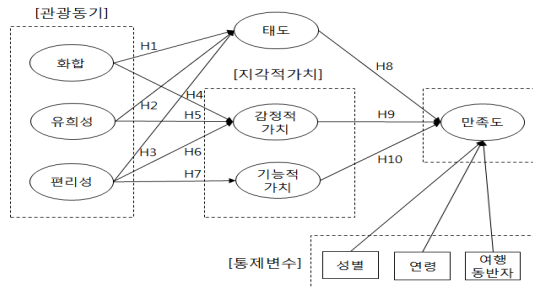 [관광동기]
화합
유희성
편리성
H1
H2
H3
H4
H5
H6
H7
태도
[지각적가치]
감정적
가치
기능적
가치
H8
H9
H10
만족도
[통제변수]
성별
연령
여행
동반자